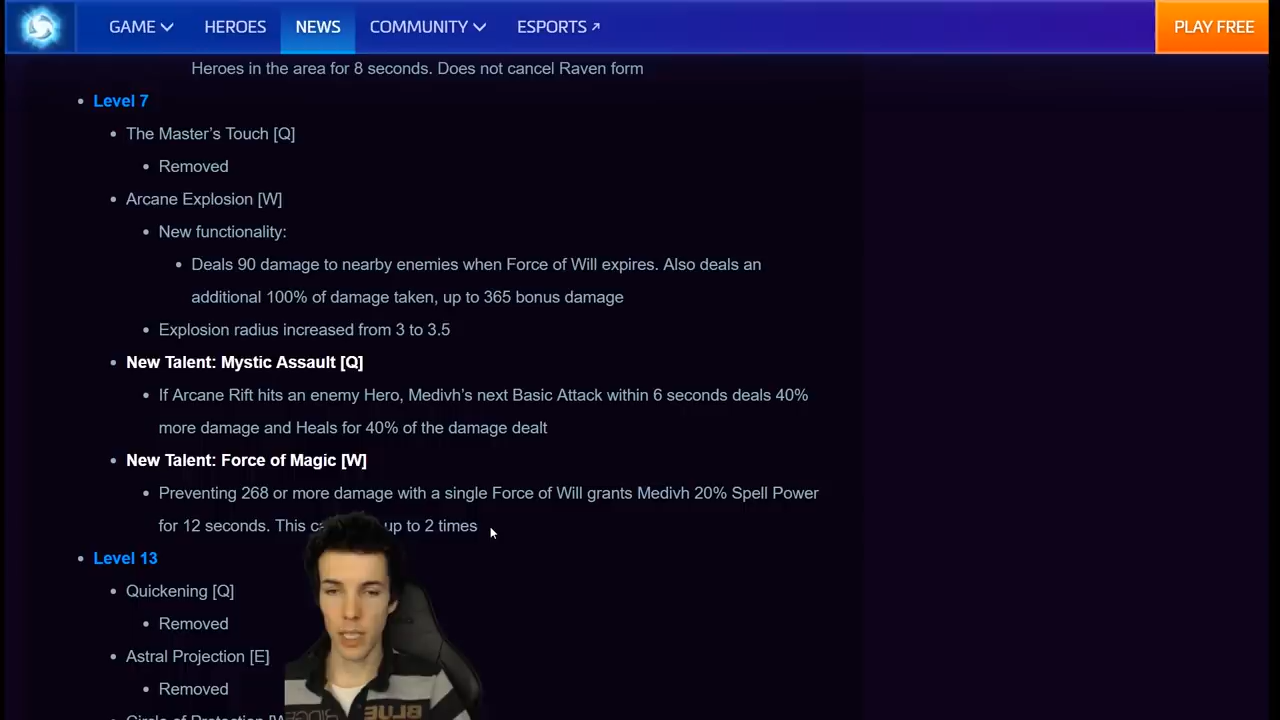 GAME HEROES NEWS COMMUNITY ESPORTS PLAY FREE
Heroes in the area for 8 seconds. Does not cancel Raven form
• Level 7
• The Master's Touch [Q]
• Removed
• Arcane Explosion [W]
• New functionality:
• Deals 90 damage to nearby enemies when Force of Will expires. Also deals an
additional 100% of damage taken, up to 365 bonus damage
• Explosion radius increased from 3 to 3.5
• New Talent: Mystic Assault [Q]
• If Arcane Rift hits an enemy Hero, Medivh's next Basic Attack within 6 seconds deals 40%
more damage and Heals for 40% of the damage dealt
• New Talent: Force of Magic [W]
• Preventing 268 or more damage with a single Force of Will grants Medivh 20% Spell Power
for 12 seconds. This up to 2 times
• Level 13
• Quickening [Q]
• Removed
• Astral Projection [E]
• Removed